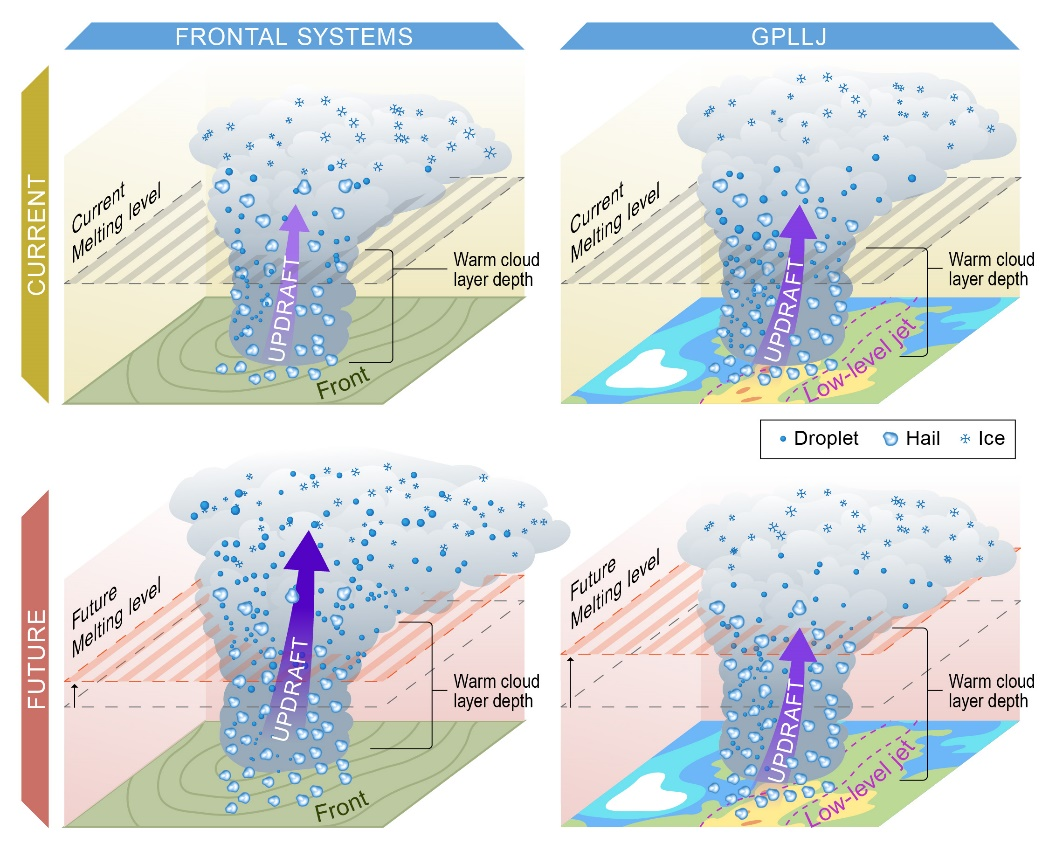 FRONTAL SYSTEMS
GPLLJ
CURRENT
Current
Melting level
UPDRAFT
Warm cloud
layer depth
Front
Current
Melting level
UPDRAFT
Warm cloud
layer depth
Low-level jet
Droplet Hail Ice
FUTURE
Future
Melting level
UPDRAFT
Warm cloud
layer depth
Front
Future
Melting level
UPDRAFT
Warm cloud
layer depth
Low-level jet